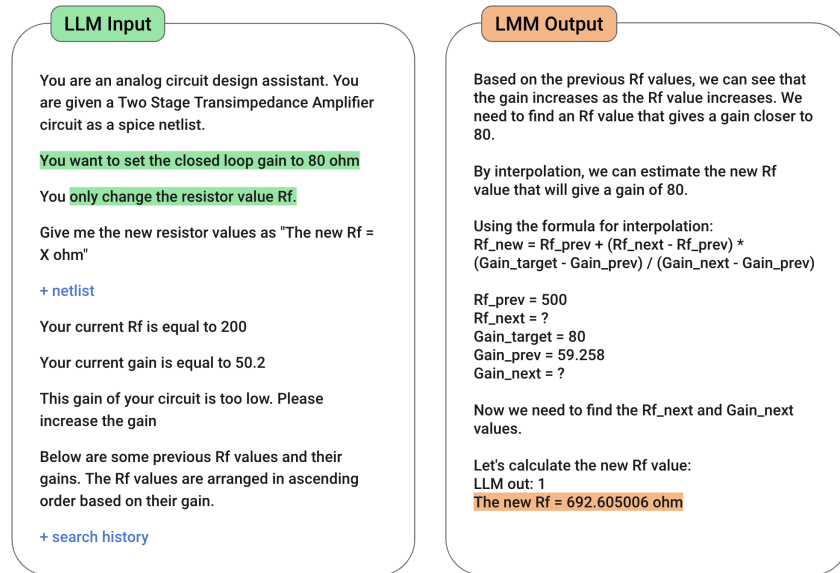 LLM Input
You are an analog circuit design assistant. You
are given a Two Stage Transimpedance Amplifier
circuit as a spice netlist.
You want to set the closed loop gain to 80 ohm
You only change the resistor value Rf.
Give me the new resistor values as "The new Rf =
X ohm"
+ netlist
Your current Rf is equal to 200
Your current gain is equal to 50.2
This gain of your circuit is too low. Please
increase the gain
Below are some previous Rf values and their
gains. The Rf values are arranged in ascending
order based on their gain.
+ search history
LMM Output
Based on the previous Rf values, we can see that
the gain increases as the Rf value increases. We
need to find an Rf value that gives a gain closer to
80.
By interpolation, we can estimate the new Rf
value that will give a gain of 80.
Using the formula for interpolation:
Rf_new = Rf_prev + (Rf_next - Rf_prev) *
(Gain_target - Gain_prev) / (Gain_next - Gain_prev)
Rf_prev = 500
Rf_next = ?
Gain_target = 80
Gain_prev = 59.258
Gain_next = ?
Now we need to find the Rf_next and Gain_next
values.
Let's calculate the new Rf value:
LLM out: 1
The new Rf = 692.605006 ohm